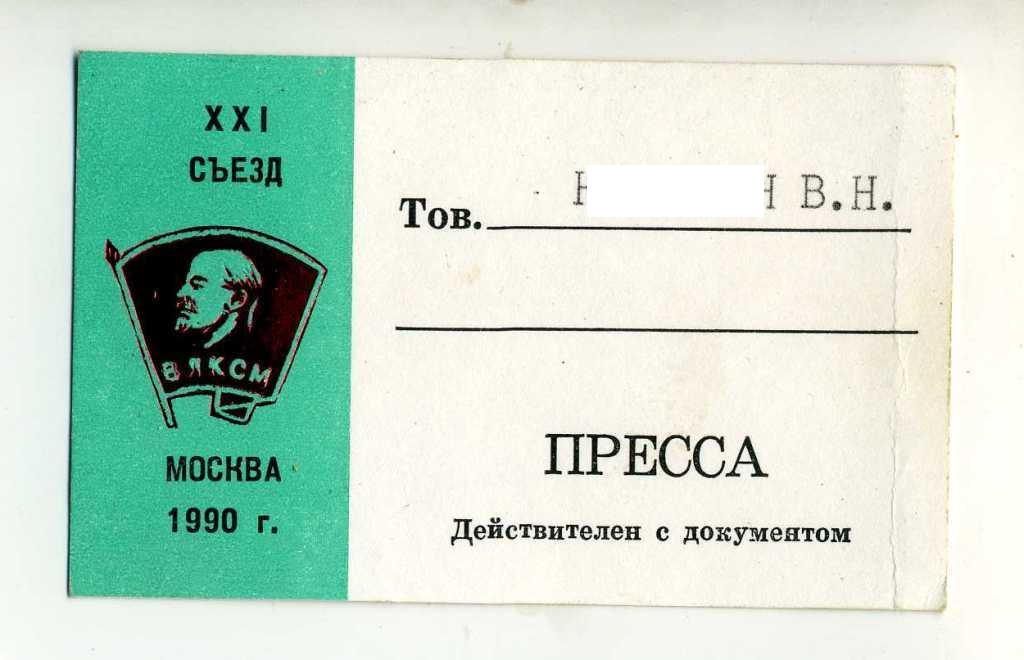 XXI
СЪЕЗД
ВЛКСМ
МОСКВА
1990 г.
Тов. В.Н.
ПРЕССА
Действителен с документом